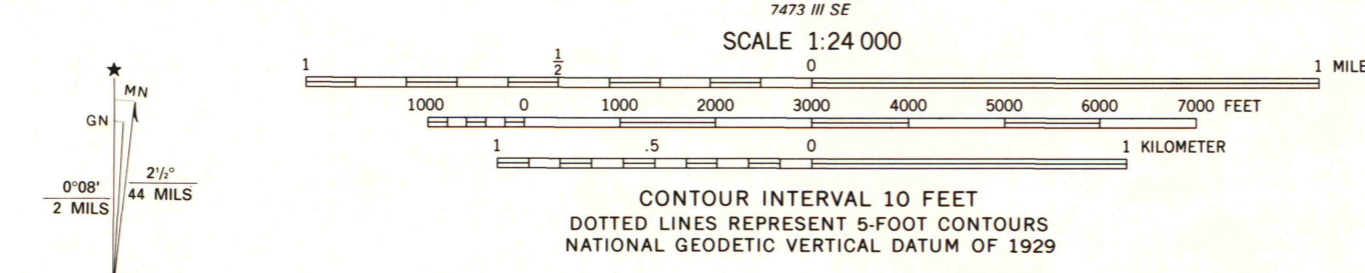 7473 III SE
SCALE 1:24 000
1 1/2 0 1 MILE
1000 0 1000 2000 3000 4000 5000 6000 7000 FEET
1 .5 0 1 KILOMETER
CONTOUR INTERVAL 10 FEET
DOTTED LINES REPRESENT 5-FOOT CONTOURS
NATIONAL GEODETIC VERTICAL DATUM OF 1929
★
MN
GN
0°08'
2 MILS
2½°
44 MILS